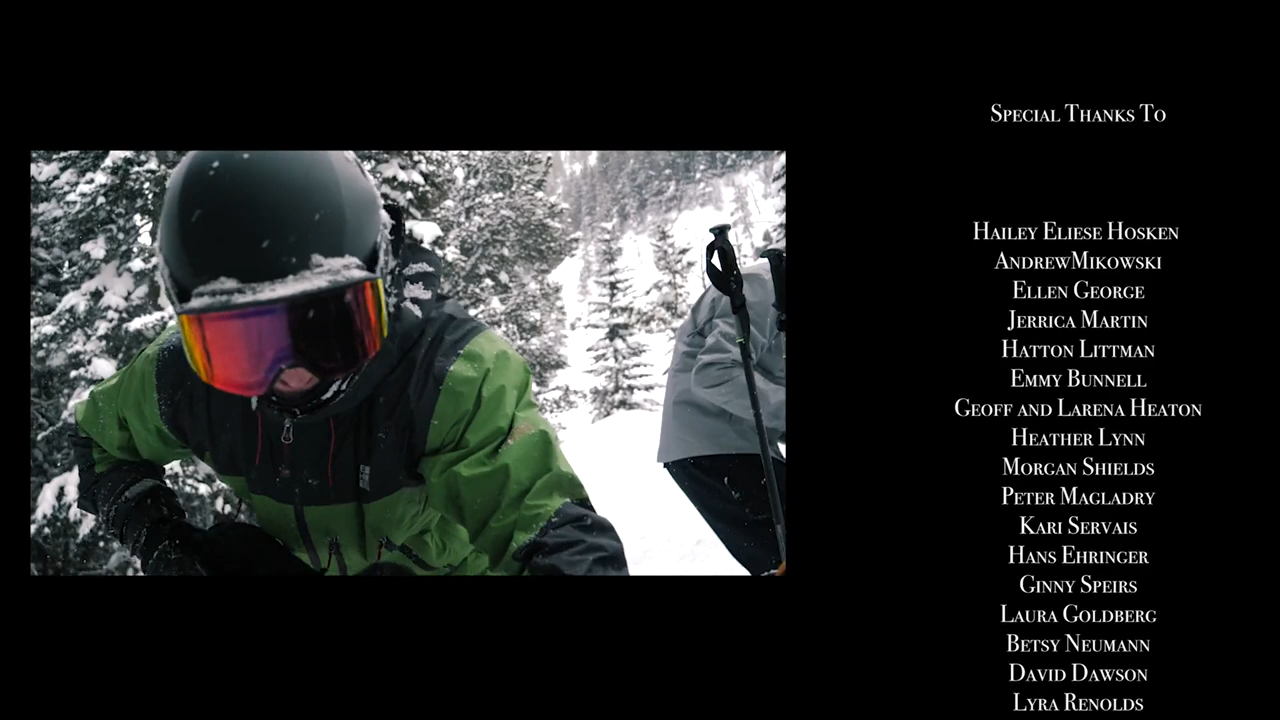 Special Thanks To
Hailey Eliese Hosken
AndrewMikowski
Ellen George
Jerrica Martin
Hatton Littman
Emmy Bunnell
Geoff and Larena Heaton
Heather Lynn
Morgan Shields
Peter Magladry
Kari Servais
Hans Ehringer
Ginny Speirs
Laura Goldberg
Betsy Neumann
David Dawson
Lyra Renolds